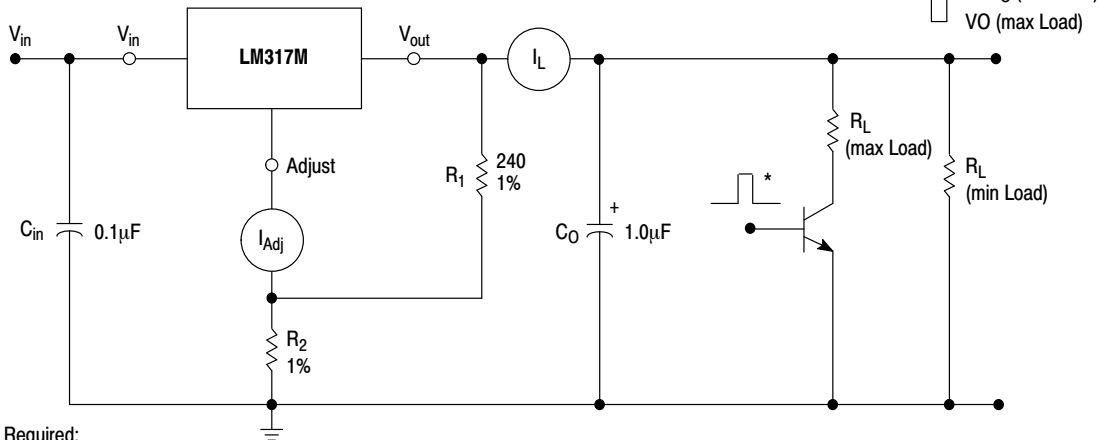 VO (max Load)
Vin
Vin
LM317M
Vout
IL
Adjust
R1
240
1%
RL
(max Load)
RL
(min Load)
*
Cin
0.1μF
IAdj
+
CO
1.0μF
R2
1%
Required: